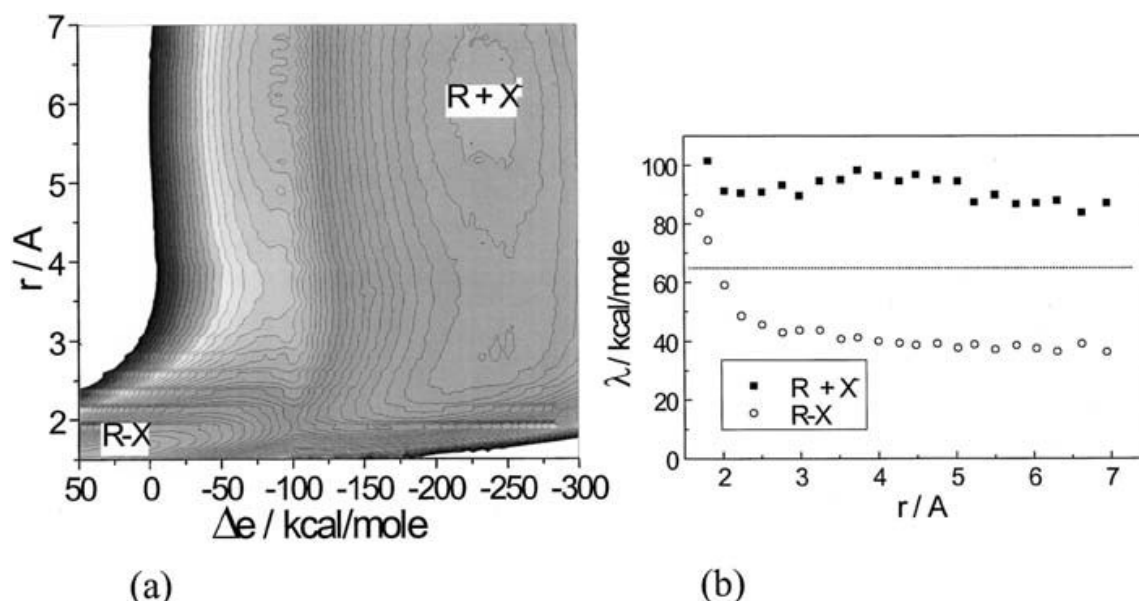 7
6
5
4
3
2
r / A
R + X
R-X
50 0 -50 -100 -150 -200 -250 -300
Δe / kcal/mole
(a)
100
80
60
40
20
0
λ / kcal/mole
R + X⁻
R-X
2 3 4 5 6 7
r / A
(b)